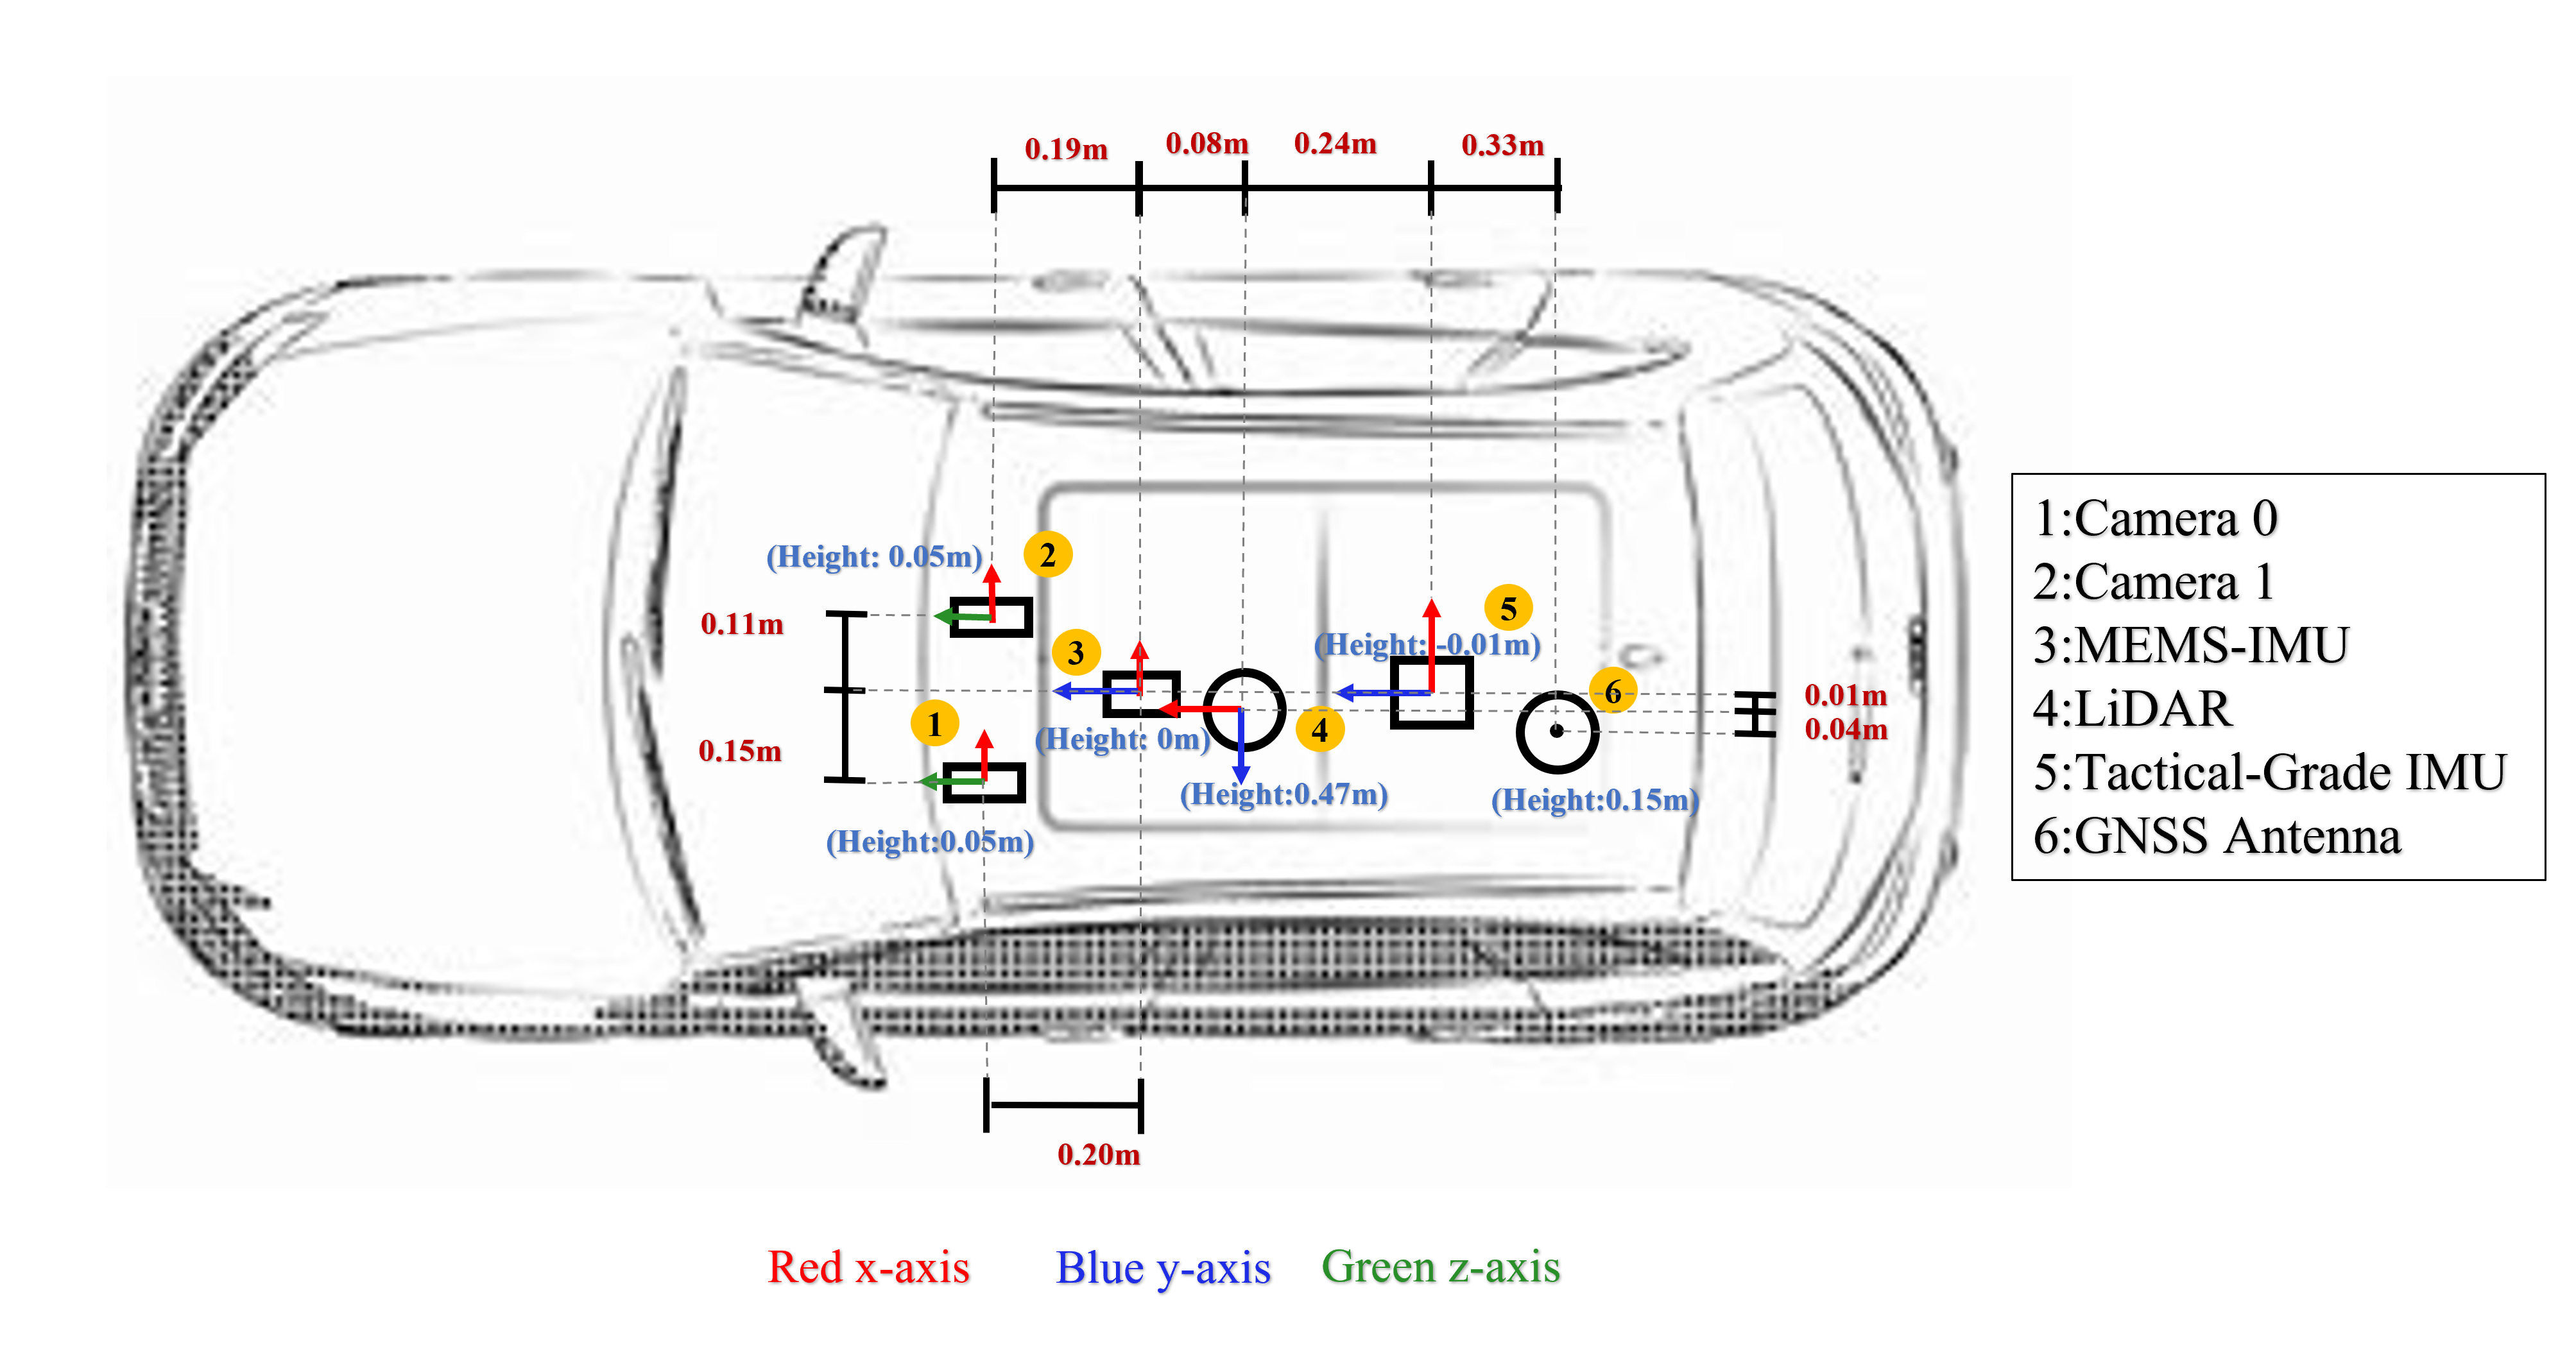 0.19m
0.08m
0.24m
0.33m
(Height: 0.05m)
2
0.11m
3
5
(Height: -0.01m)
6
0.01m
0.04m
1
0.15m
(Height: 0m)
4
(Height:0.47m)
(Height:0.15m)
(Height:0.05m)
0.20m
1:Camera 0
2:Camera 1
3:MEMS-IMU
4:LiDAR
5:Tactical-Grade IMU
6:GNSS Antenna
Red x-axis
Blue y-axis
Green z-axis